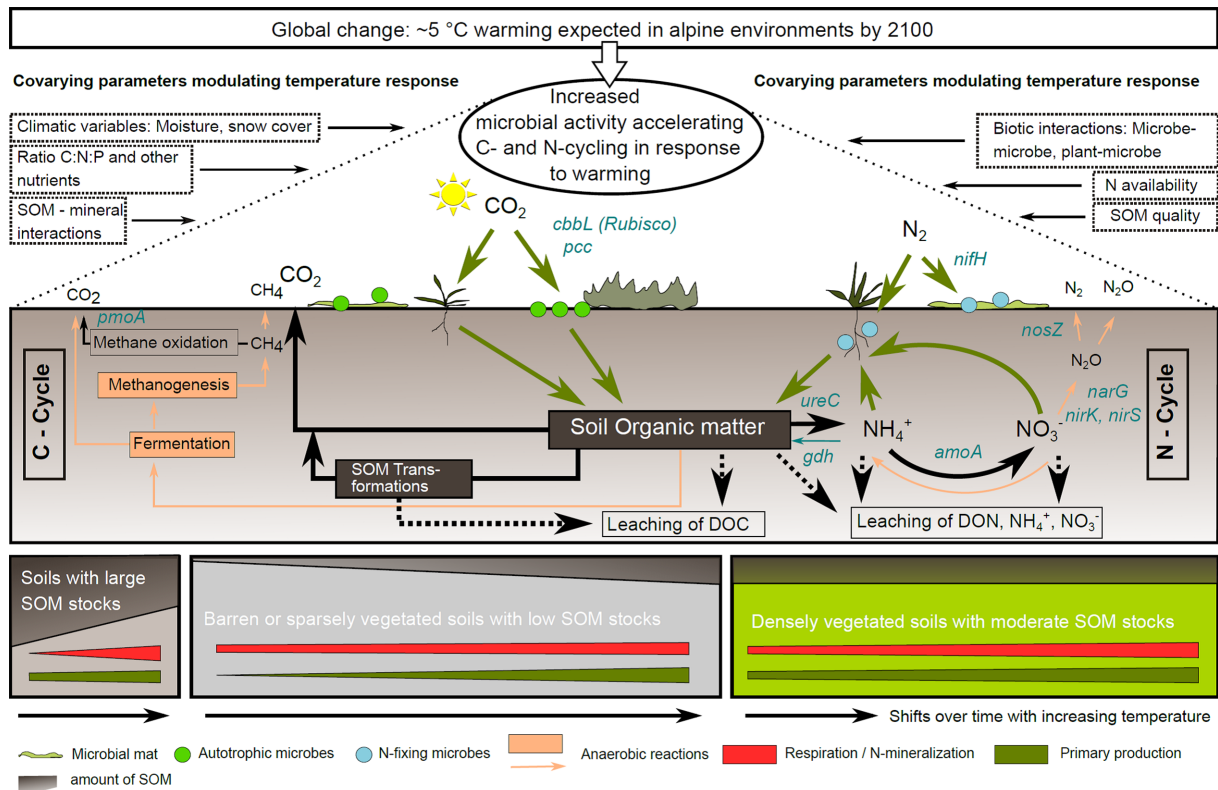 Global change: ~5 °C warming expected in alpine environments by 2100
Covarying parameters modulating temperature response
Covarying parameters modulating temperature response
Increased
microbial activity accelerating
C- and N-cycling in response
to warming
Climatic variables: Moisture, snow cover
Ratio C:N:P and other
nutrients
SOM - mineral
interactions
Biotic interactions: Microbe-
microbe, plant-microbe
N availability
SOM quality
CO₂
cbbL (Rubisco)
pcc
N₂
nifH
CO₂
CH₄
CO₂
N₂
N₂O
pmoA
Methane oxidation
CH₄
nosZ
N₂O
C - Cycle
Methanogenesis
Fermentation
narG
nirK, nirS
N - Cycle
ureC
Soil Organic matter
NH₄⁺
NO₃⁻
gdh
amoA
SOM Trans-
formations
Leaching of DOC
Leaching of DON, NH₄⁺, NO₃⁻
Soils with large
SOM stocks
Barren or sparsely vegetated soils with low SOM stocks
Densely vegetated soils with moderate SOM stocks
Shifts over time with increasing temperature
Microbial mat
Autotrophic microbes
N-fixing microbes
Anaerobic reactions
Respiration / N-mineralization
Primary production
amount of SOM